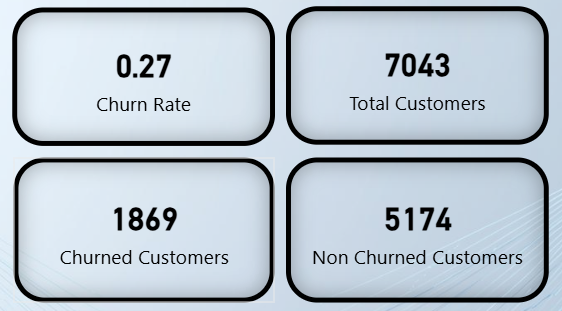 0.27
Churn Rate
7043
Total Customers
1869
Churned Customers
5174
Non Churned Customers